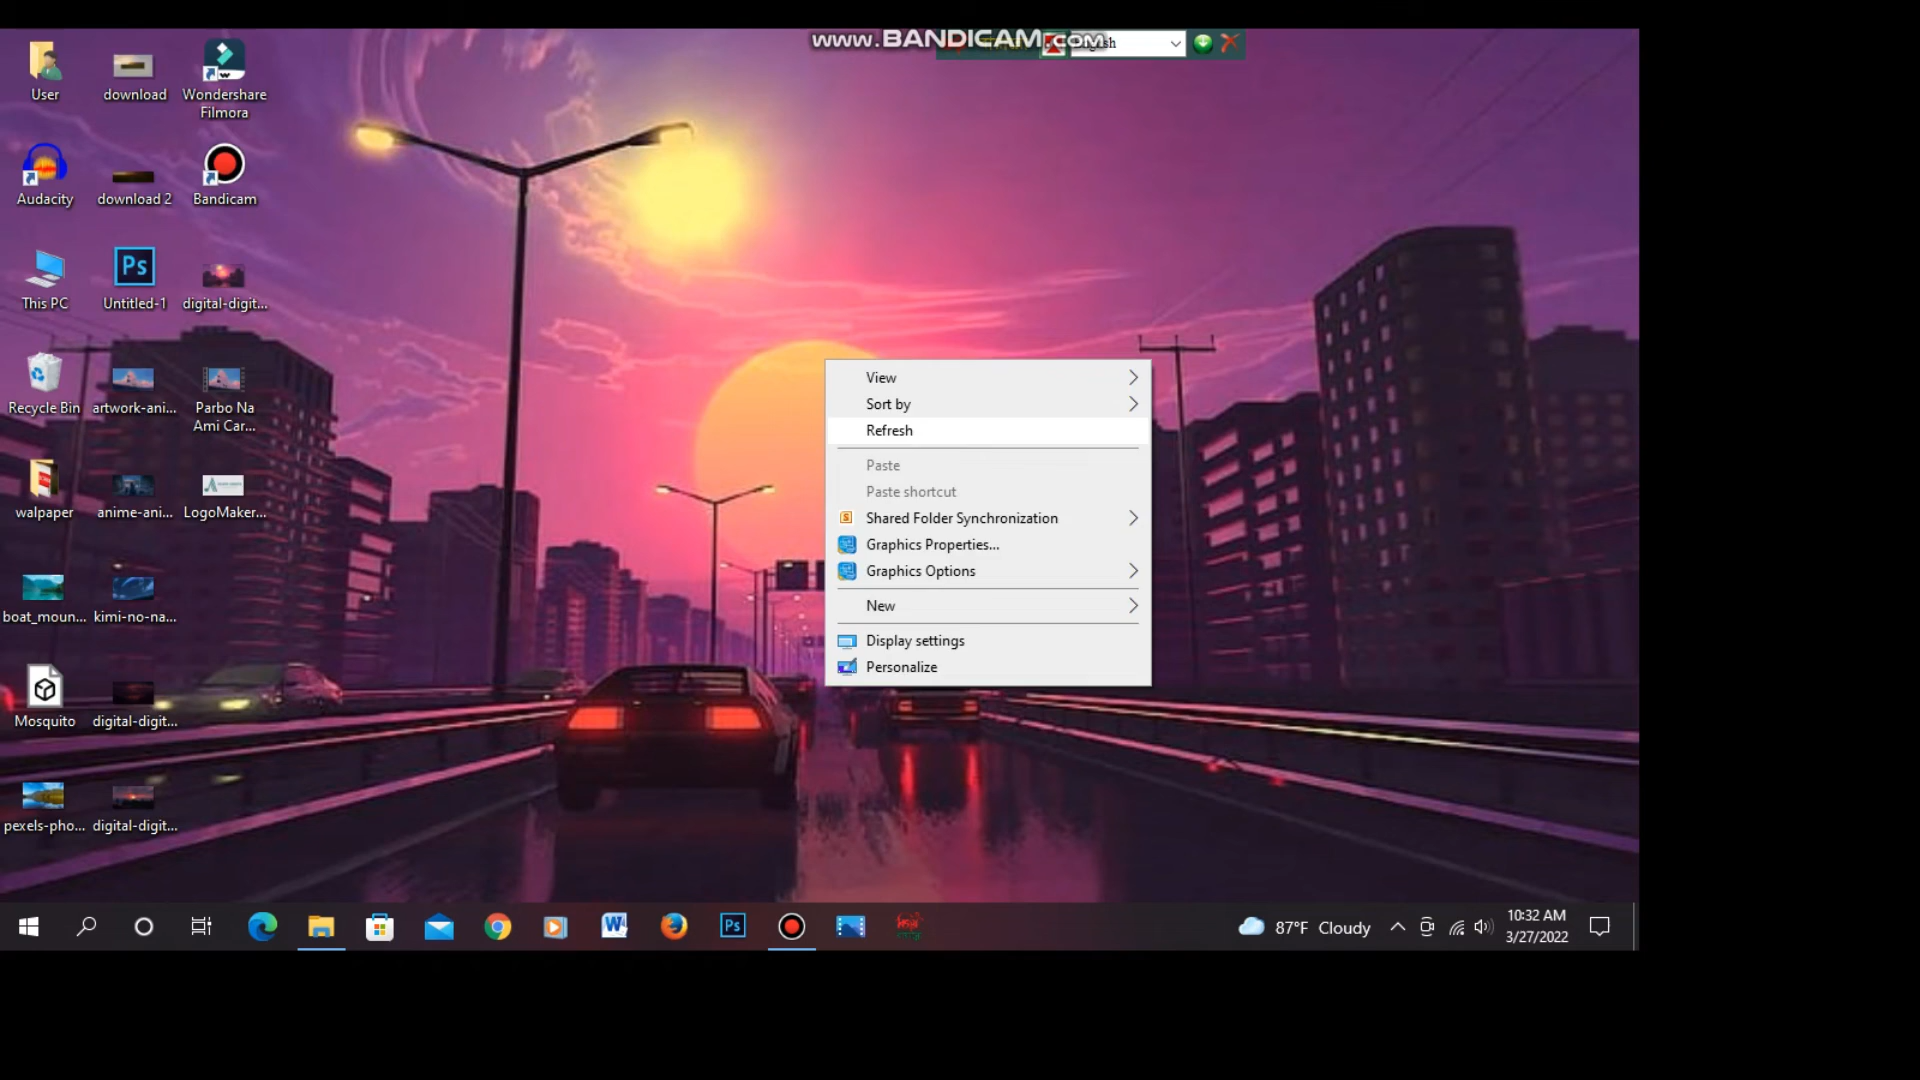 www.BANDICAM.com
User
download
Wondershare
Filmora
Audacity
download 2
Bandicam
This PC
Ps
Untitled-1
digital-digit...
Recycle Bin
artwork-ani...
Parbo Na
Ami Car...
walpaper
anime-ani...
LogoMaker...
boat_moun...
kimi-no-na...
Mosquito
digital-digit...
pexels-pho...
digital-digit...
View
Sort by
Refresh
Paste
Paste shortcut
S Shared Folder Synchronization
Graphics Properties...
Graphics Options
New
Display settings
Personalize
W
Ps
87°F Cloudy
10:32 AM
3/27/2022